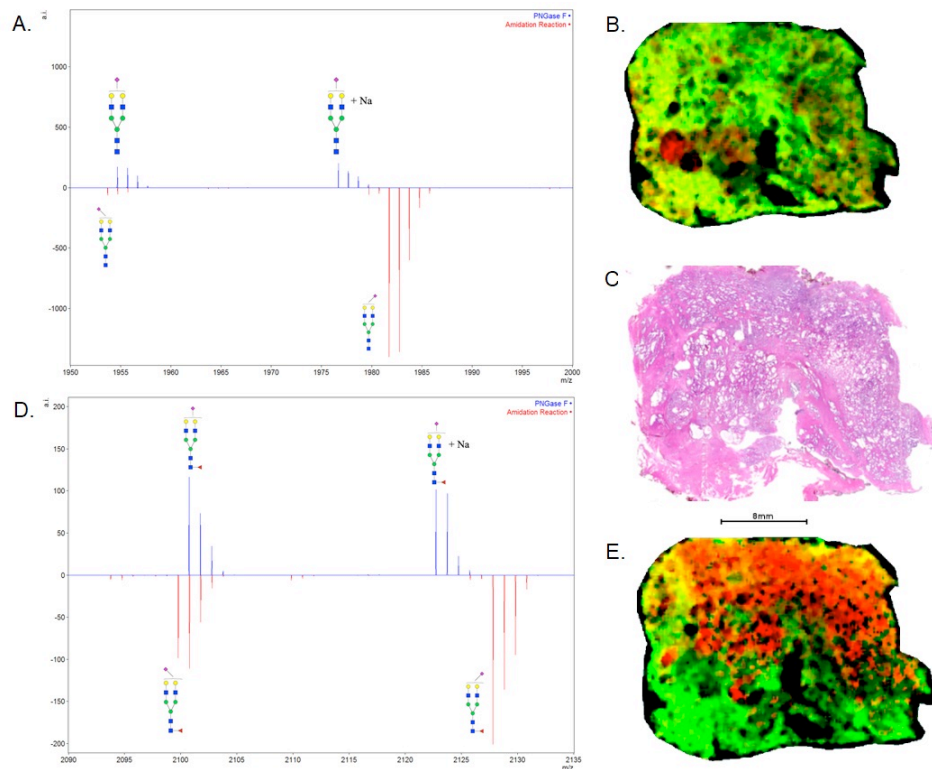 A.
a.i.
PNGase F •
Amidation Reaction •
1000
500
0
-500
-1000
+ Na
1950 1955 1960 1965 1970 1975 1980 1985 1990 1995 2000
m/z
B.
C
8mm
D.
a.i.
PNGase F •
Amidation Reaction •
200
150
100
50
0
-50
-100
-150
-200
+ Na
2090 2095 2100 2105 2110 2115 2120 2125 2130 2135
m/z
E.